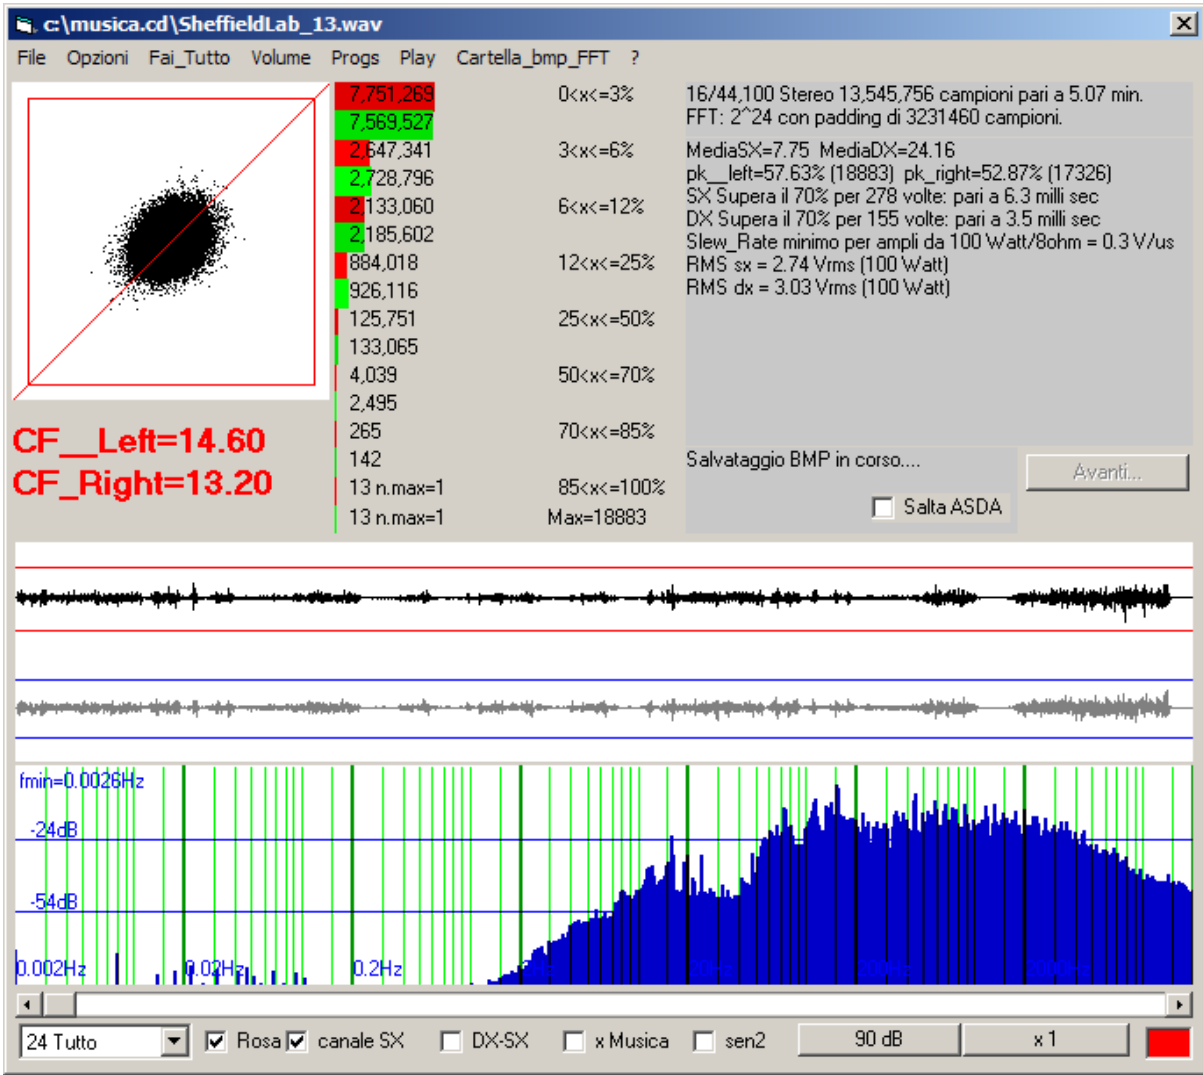 c:\musica.cd\SheffieldLab_13.wav
File Opzioni Fai_Tutto Volume Progs Play Cartella_bmp_FFT ?
7,751,269 0<x<=3%
7,569,527
2,647,341 3<x<=6%
2,728,796
2,133,060 6<x<=12%
2,185,602
884,018 12<x<=25%
926,116
125,751 25<x<=50%
133,065
4,039 50<x<=70%
2,495
265 70<x<=85%
142
13 n.max=1 85<x<=100%
13 n.max=1 Max=18883
16/44,100 Stereo 13,545,756 campioni pari a 5.07 min.
FFT: 2^24 con padding di 3231460 campioni.
MediaSX=7.75 MediaDX=24.16
pk__left=57.63% (18883) pk_right=52.87% (17326)
SX Supera il 70% per 278 volte: pari a 6.3 milli sec
DX Supera il 70% per 155 volte: pari a 3.5 milli sec
Slew_Rate minimo per ampli da 100 Watt/8ohm = 0.3 V/us
RMS sx = 2.74 Vrms (100 Watt)
RMS dx = 3.03 Vrms (100 Watt)
CF__Left=14.60
CF_Right=13.20
Salvataggio BMP in corso....
Avanti...
Salta ASDA
fmin=0.0026Hz
-24dB
-54dB
0.002Hz 0.02Hz 0.2Hz 2Hz 20Hz 200Hz 2000Hz
24 Tutto Rosa canale SX DX-SX x Musica sen2 90 dB x 1